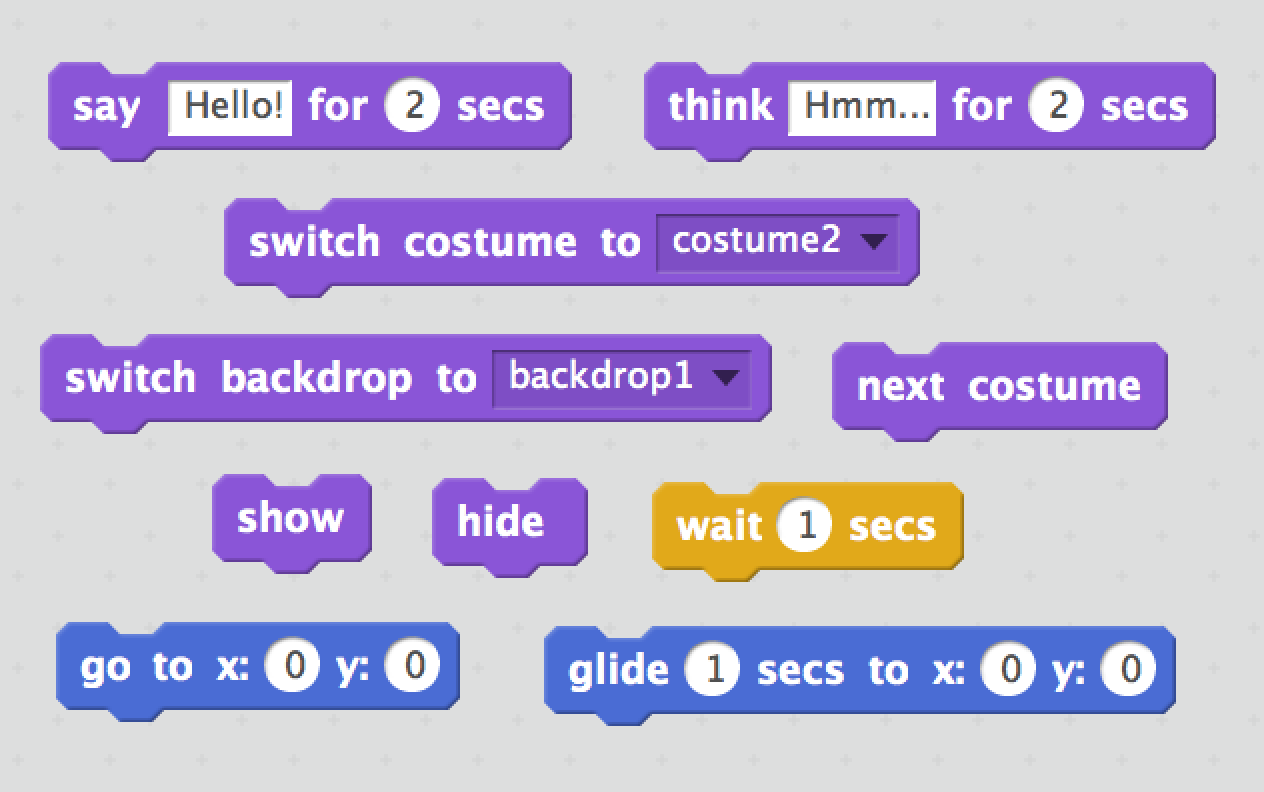 say Hello! for 2 secs
think Hmm... for 2 secs
switch costume to costume2
switch backdrop to backdrop1
next costume
show
hide
wait 1 secs
go to x: 0 y: 0
glide 1 secs to x: 0 y: 0